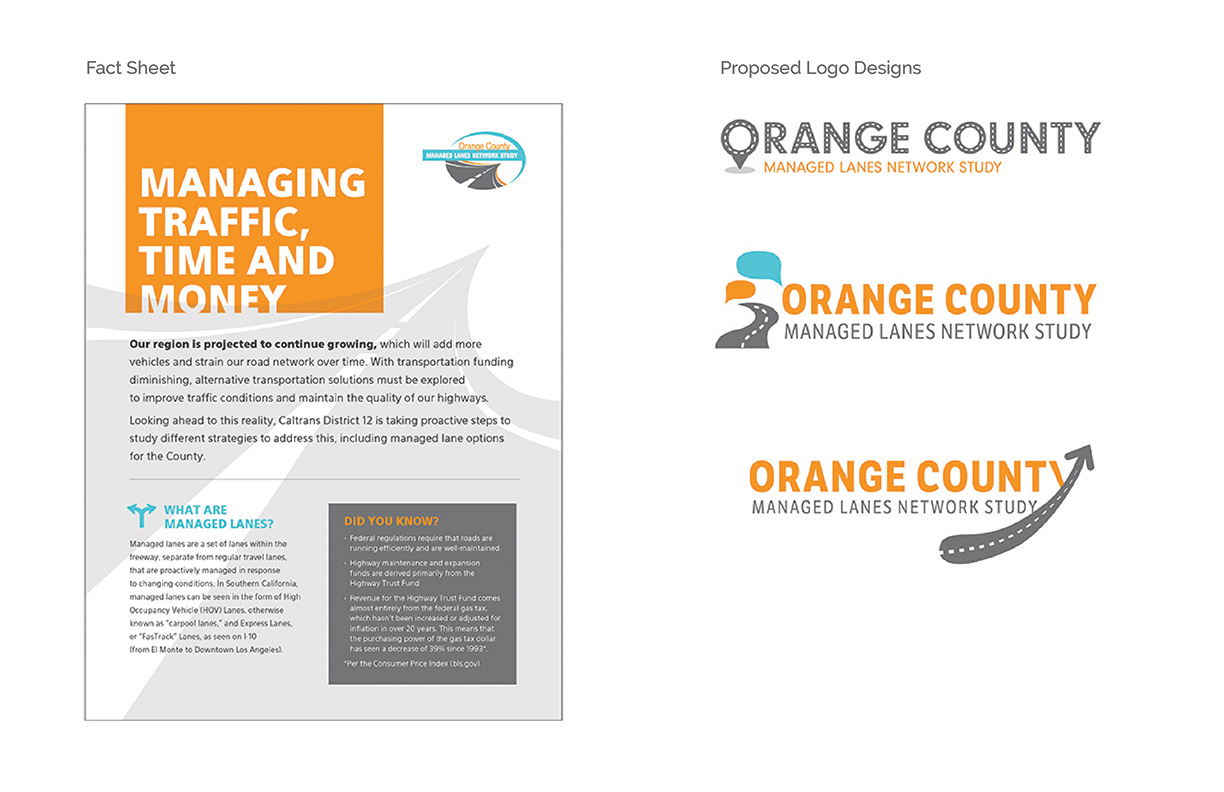 Fact Sheet
MANAGING
TRAFFIC,
TIME AND
MONEY
Orange County
MANAGED LANES NETWORK STUDY
Our region is projected to continue growing, which will add more
vehicles and strain our road network over time. With transportation funding
diminishing, alternative transportation solutions must be explored
to improve traffic conditions and maintain the quality of our highways.
Looking ahead to this reality, Caltrans District 12 is taking proactive steps to
study different strategies to address this, including managed lane options
for the County.
WHAT ARE
MANAGED LANES?
Managed lanes are a set of lanes within the
freeway, separate from regular travel lanes,
that are proactively managed in response
to changing conditions. In Southern California,
managed lanes can be seen in the form of High
Occupancy Vehicle (HOV) Lanes, otherwise
known as "carpool lanes," and Express Lanes,
or "FasTrack" Lanes, as seen on I-10
(from El Monte to Downtown Los Angeles).
DID YOU KNOW?
· Federal regulations require that roads are
running efficiently and are well-maintained.
· Highway maintenance and expansion
funds are derived primarily from the
Highway Trust Fund
· Revenue for the Highway Trust Fund comes
almost entirely from the federal gas tax,
which hasn't been increased or adjusted for
inflation in over 20 years. This means that
the purchasing power of the gas tax dollar
has seen a decrease of 39% since 1993*.
*Per the Consumer Price Index (bls.gov)
Proposed Logo Designs
ORANGE COUNTY
MANAGED LANES NETWORK STUDY
ORANGE COUNTY
MANAGED LANES NETWORK STUDY
ORANGE COUNTY
MANAGED LANES NETWORK STUDY